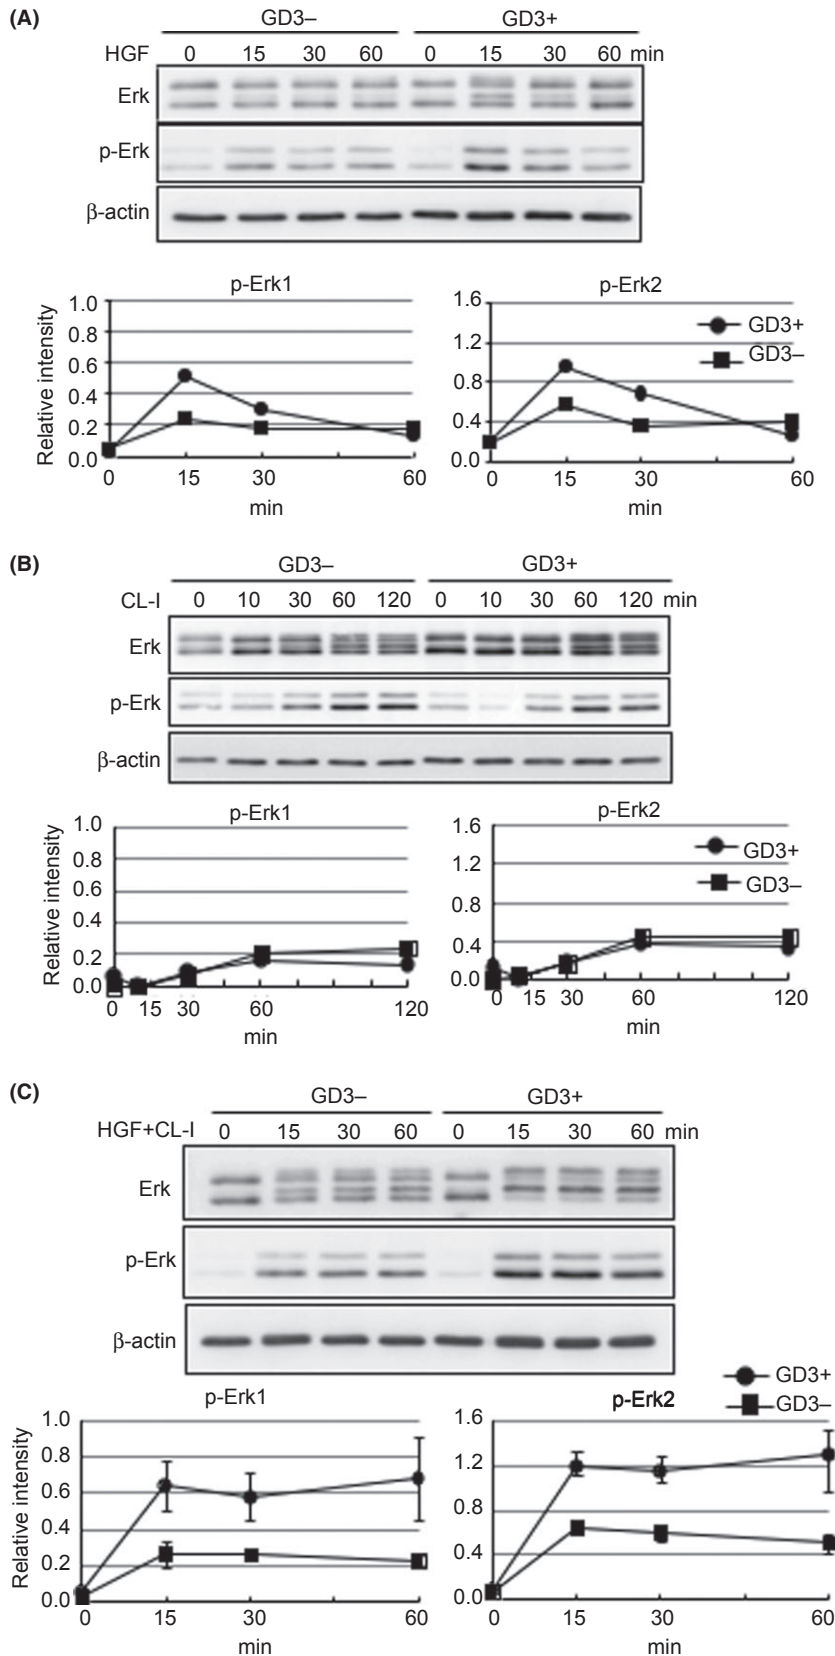 (A)
GD3– GD3+
HGF 0 15 30 60 0 15 30 60 min
Erk
p-Erk
β-actin
p-Erk1 p-Erk2
Relative intensity
1.0
0.8
0.6
0.4
0.2
0.0
0 15 30 60
min
1.6
1.2
0.8
0.4
0.0
0 15 30 60
min
GD3+
GD3–
(B)
GD3– GD3+
CL-I 0 10 30 60 120 0 10 30 60 120 min
Erk
p-Erk
β-actin
p-Erk1 p-Erk2
Relative intensity
1.0
0.8
0.6
0.4
0.2
0.0
0 15 30 60 120
min
1.6
1.2
0.8
0.4
0.0
0 15 30 60 120
min
GD3+
GD3–
(C)
GD3– GD3+
HGF+CL-I 0 15 30 60 0 15 30 60 min
Erk
p-Erk
β-actin
GD3+
GD3–
p-Erk1 p-Erk2
Relative intensity
1.0
0.8
0.6
0.4
0.2
0.0
0 15 30 60
min
1.6
1.2
0.8
0.4
0.0
0 15 30 60
min